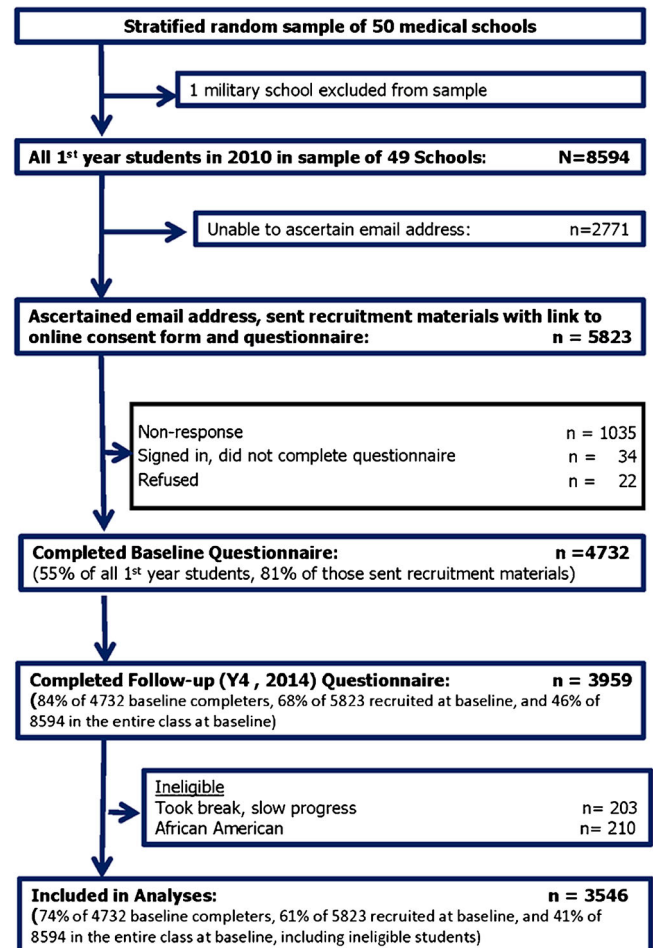 Stratified random sample of 50 medical schools
1 military school excluded from sample
All 1st year students in 2010 in sample of 49 Schools: N=8594
Unable to ascertain email address: n=2771
Ascertained email address, sent recruitment materials with link to
online consent form and questionnaire: n = 5823
Non-response n = 1035
Signed in, did not complete questionnaire n = 34
Refused n = 22
Completed Baseline Questionnaire: n =4732
(55% of all 1st year students, 81% of those sent recruitment materials)
Completed Follow-up (Y4 , 2014) Questionnaire: n = 3959
(84% of 4732 baseline completers, 68% of 5823 recruited at baseline, and 46% of
8594 in the entire class at baseline)
Ineligible
Took break, slow progress n= 203
African American n= 210
Included in Analyses: n = 3546
(74% of 4732 baseline completers, 61% of 5823 recruited at baseline, and 41% of
8594 in the entire class at baseline, including ineligible students)